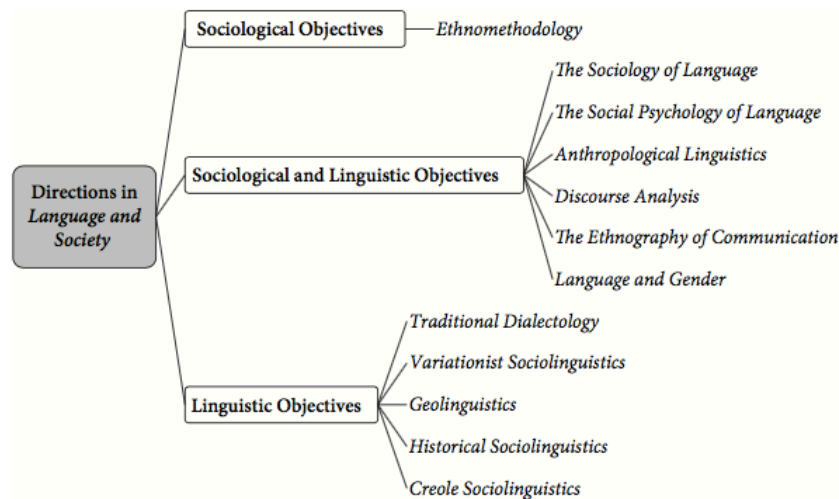 Sociological Objectives
Ethnomethodology
The Sociology of Language
The Social Psychology of Language
Anthropological Linguistics
Discourse Analysis
The Ethnography of Communication
Language and Gender
Sociological and Linguistic Objectives
Directions in
Language and
Society
Traditional Dialectology
Variationist Sociolinguistics
Geolinguistics
Historical Sociolinguistics
Creole Sociolinguistics
Linguistic Objectives